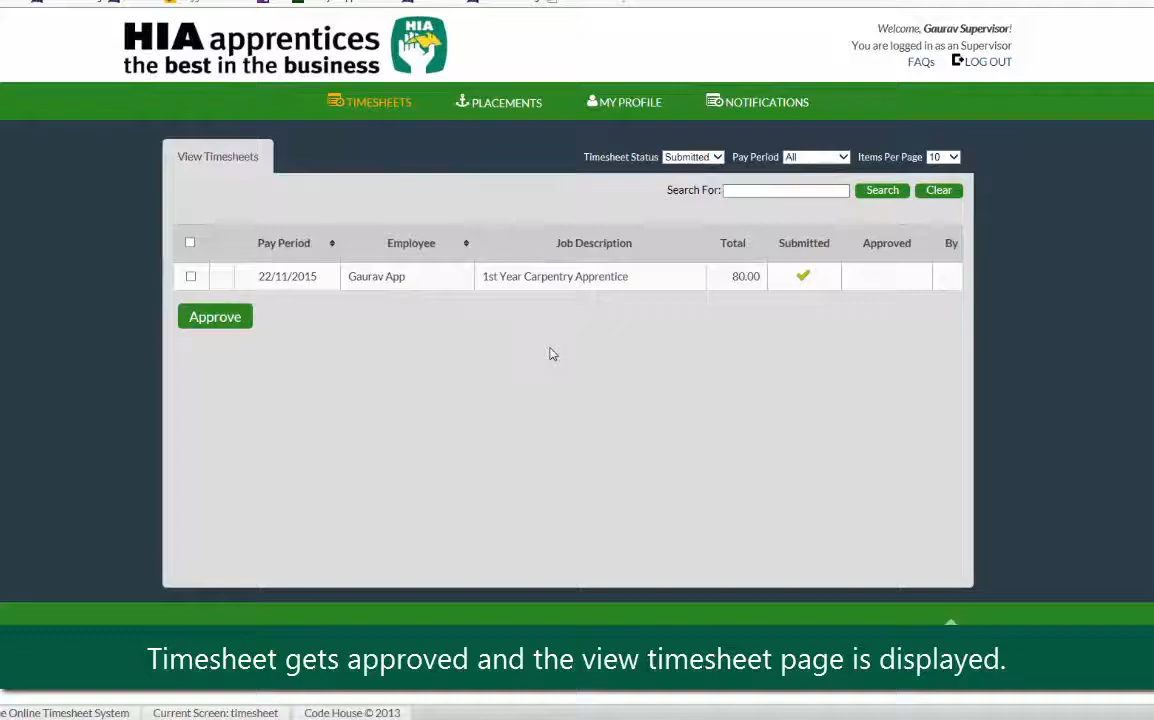 HIA apprentices
the best in the business
HIA
Welcome, Gaurav Supervisor!
You are logged in as an Supervisor
FAQs LOG OUT
TIMESHEETS PLACEMENTS MY PROFILE NOTIFICATIONS
View Timesheets Timesheet Status Submitted Pay Period All Items Per Page 10
Search For: Search Clear
Pay Period Employee Job Description Total Submitted Approved By
22/11/2015 Gaurav App 1st Year Carpentry Apprentice 80.00
Approve
Timesheet gets approved and the view timesheet page is displayed.
e Online Timesheet System Current Screen: timesheet Code House © 2013